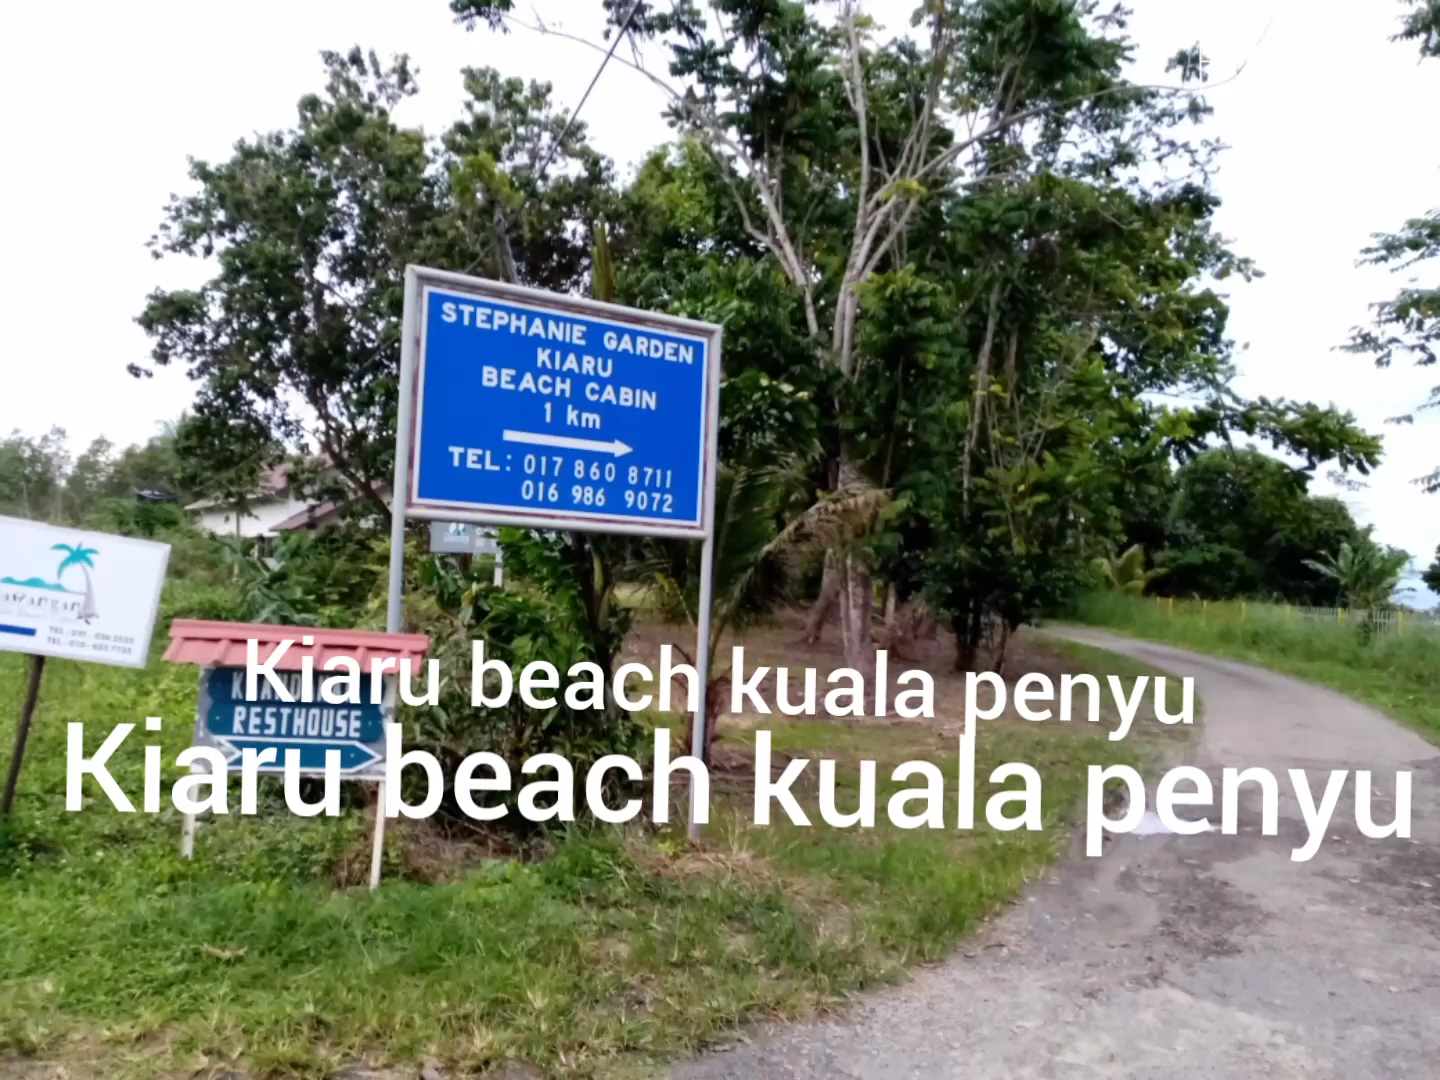 STEPHANIE GARDEN
KIARU
BEACH CABIN
1 km
TEL: 017 860 8711
016 986 9072
RESTHOUSE
Kiaru beach kuala penyu
Kiaru beach kuala penyu